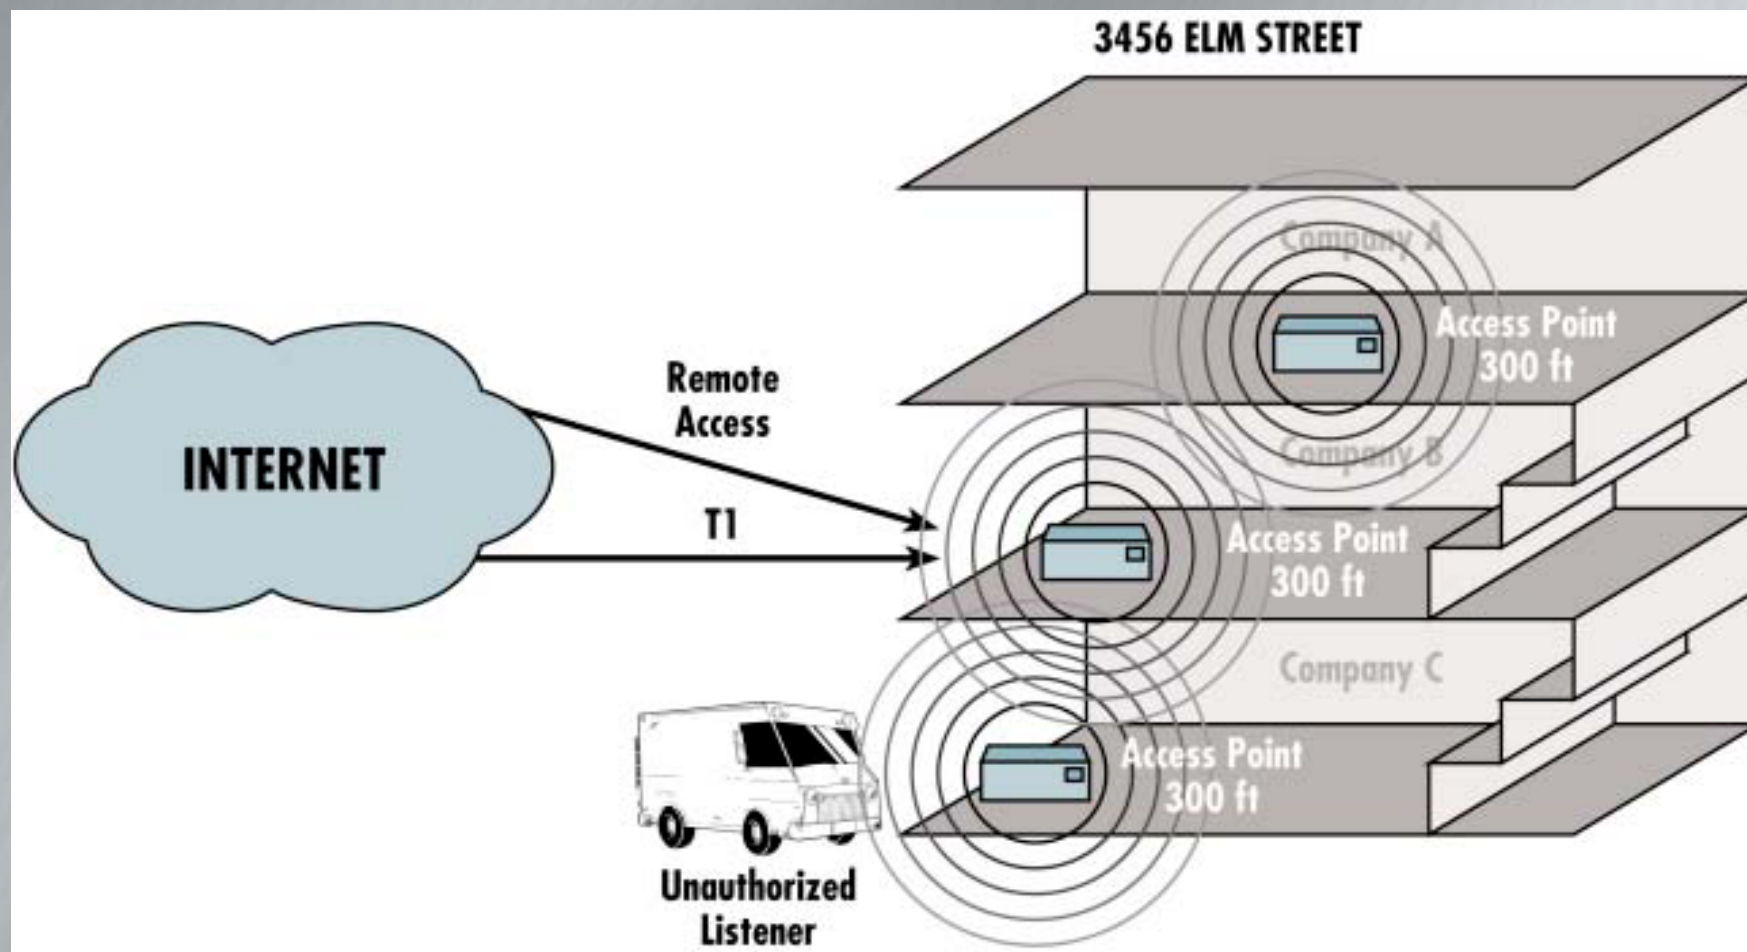 3456 ELM STREET
Company A
Access Point
300 ft
Remote
Access
INTERNET
Company B
T1
Access Point
300 ft
Company C
Access Point
300 ft
Unauthorized
Listener